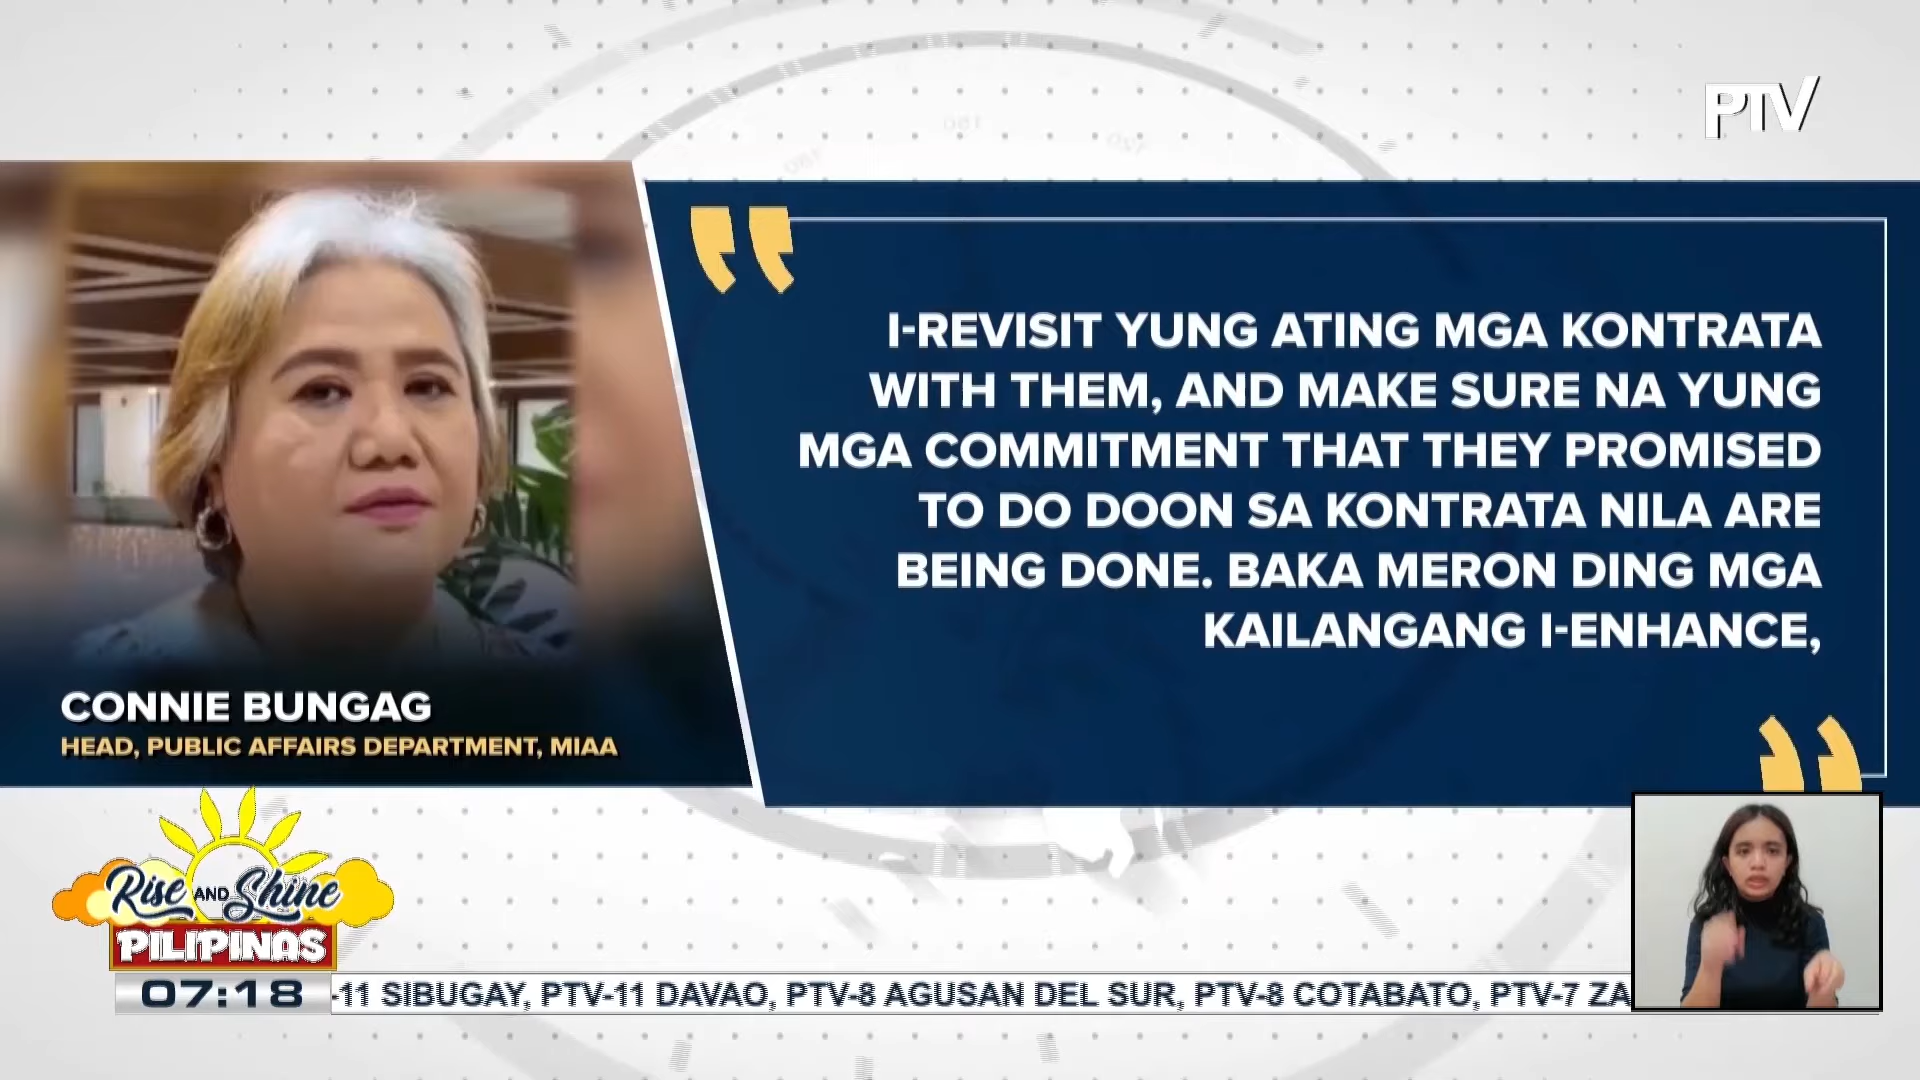 PTV
I-REVISIT YUNG ATING MGA KONTRATA
WITH THEM, AND MAKE SURE NA YUNG
MGA COMMITMENT THAT THEY PROMISED
TO DO DOON SA KONTRATA NILA ARE
BEING DONE. BAKA MERON DING MGA
KAILANGANG I-ENHANCE,
CONNIE BUNGAG
HEAD, PUBLIC AFFAIRS DEPARTMENT, MIAA
Rise AND Shine
PILIPINAS
07:18
-11 SIBUGAY, PTV-11 DAVAO, PTV-8 AGUSAN DEL SUR, PTV-8 COTABATO, PTV-7 ZA